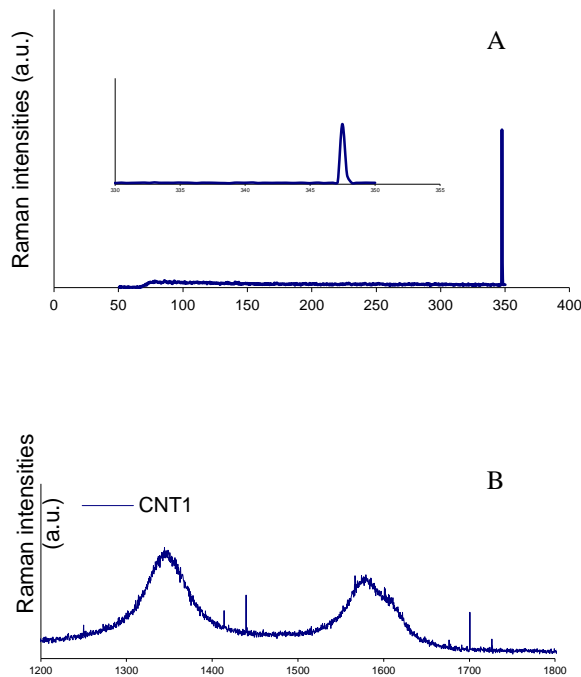 A
Raman intensities (a.u.)
330 335 340 345 350 355
0 50 100 150 200 250 300 350 400
B
Raman intensities
(a.u.)
CNT1
1200 1300 1400 1500 1600 1700 1800